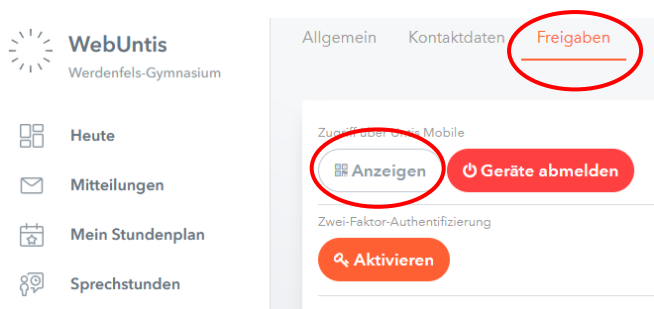 WebUntis
Werdenfels-Gymnasium
Heute
Mitteilungen
Mein Stundenplan
Sprechstunden
Allgemein Kontaktdaten Freigaben
Zugriff über Untis Mobile
Anzeigen Geräte abmelden
Zwei-Faktor-Authentifizierung
Aktivieren